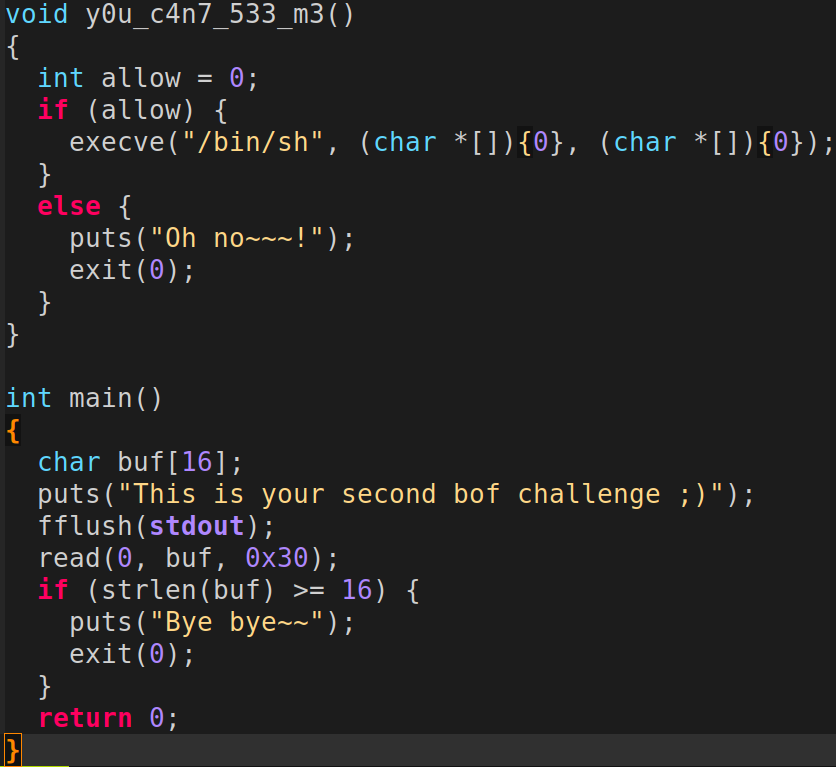 void y0u_c4n7_533_m3()
{
  int allow = 0;
  if (allow) {
    execve("/bin/sh", (char *[]){0}, (char *[]){0});
  }
  else {
    puts("Oh no~~~!");
    exit(0);
  }
}

int main()
{
  char buf[16];
  puts("This is your second bof challenge ;)");
  fflush(stdout);
  read(0, buf, 0x30);
  if (strlen(buf) >= 16) {
    puts("Bye bye~~");
    exit(0);
  }
  return 0;
}